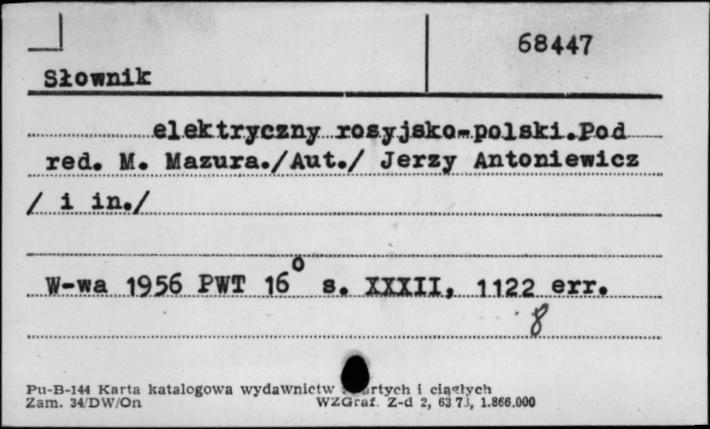 68447
Słownik
elektryczny rosyjsko-polski.Pod
red. M. Mazura./Aut./ Jerzy Antoniewicz
/ i in./
W-wa 1956 PWT 16° s. XXXII, 1122 err.
8
Pu-B-144 Karta katalogowa wydawnictw i ciągłych
Zam. 34/DW/On WZGraf. Z-d 2, 1.866.000